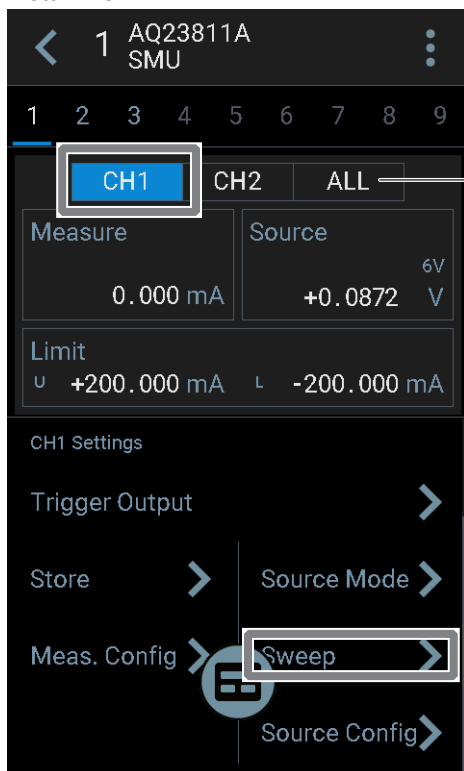 1 AQ23811A
SMU
1 2 3 4 5 6 7 8 9
CH1 CH2 ALL
Measure Source
6V
0.000 mA +0.0872 V
Limit
U +200.000 mA L -200.000 mA
CH1 Settings
Trigger Output
Store Source Mode
Meas. Config Sweep
Source Config